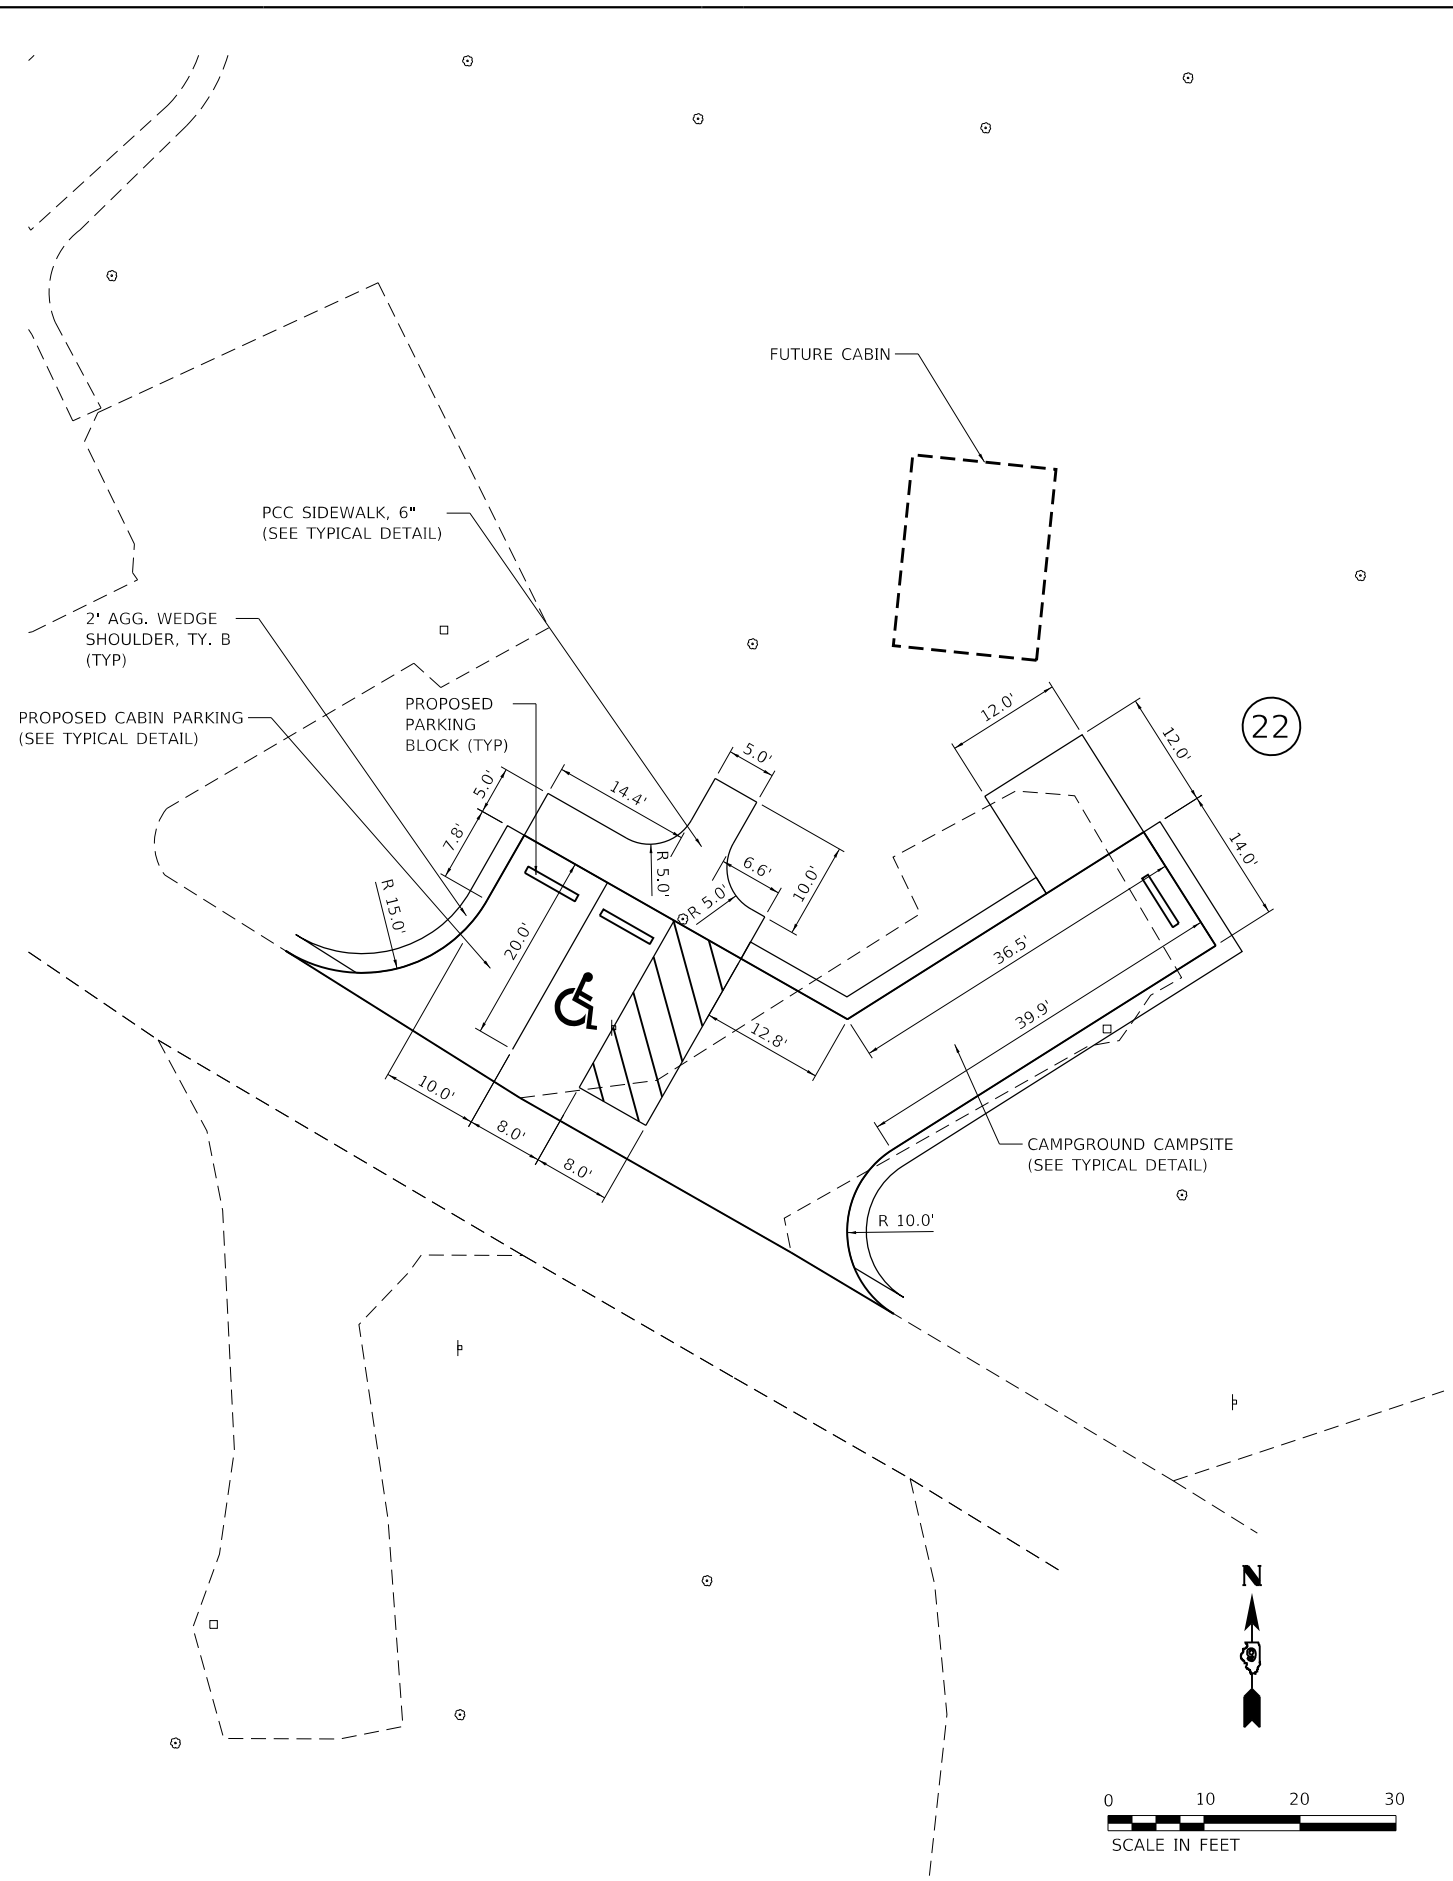 FUTURE CABIN
PCC SIDEWALK, 6"
(SEE TYPICAL DETAIL)
2' AGG. WEDGE
SHOULDER, TY. B
(TYP)
PROPOSED CABIN PARKING
(SEE TYPICAL DETAIL)
PROPOSED
PARKING
BLOCK (TYP)
12.0'
12.0'
22
5.0'
5.0'
14.4'
7.8'
R 15.0'
R 5.0'
6.6'
R 5.0'
10.0'
14.0'
20.0'
36.5'
39.9'
12.8'
10.0'
8.0'
8.0'
CAMPGROUND CAMPSITE
(SEE TYPICAL DETAIL)
R 10.0'
N
9
0 10 20 30
SCALE IN FEET